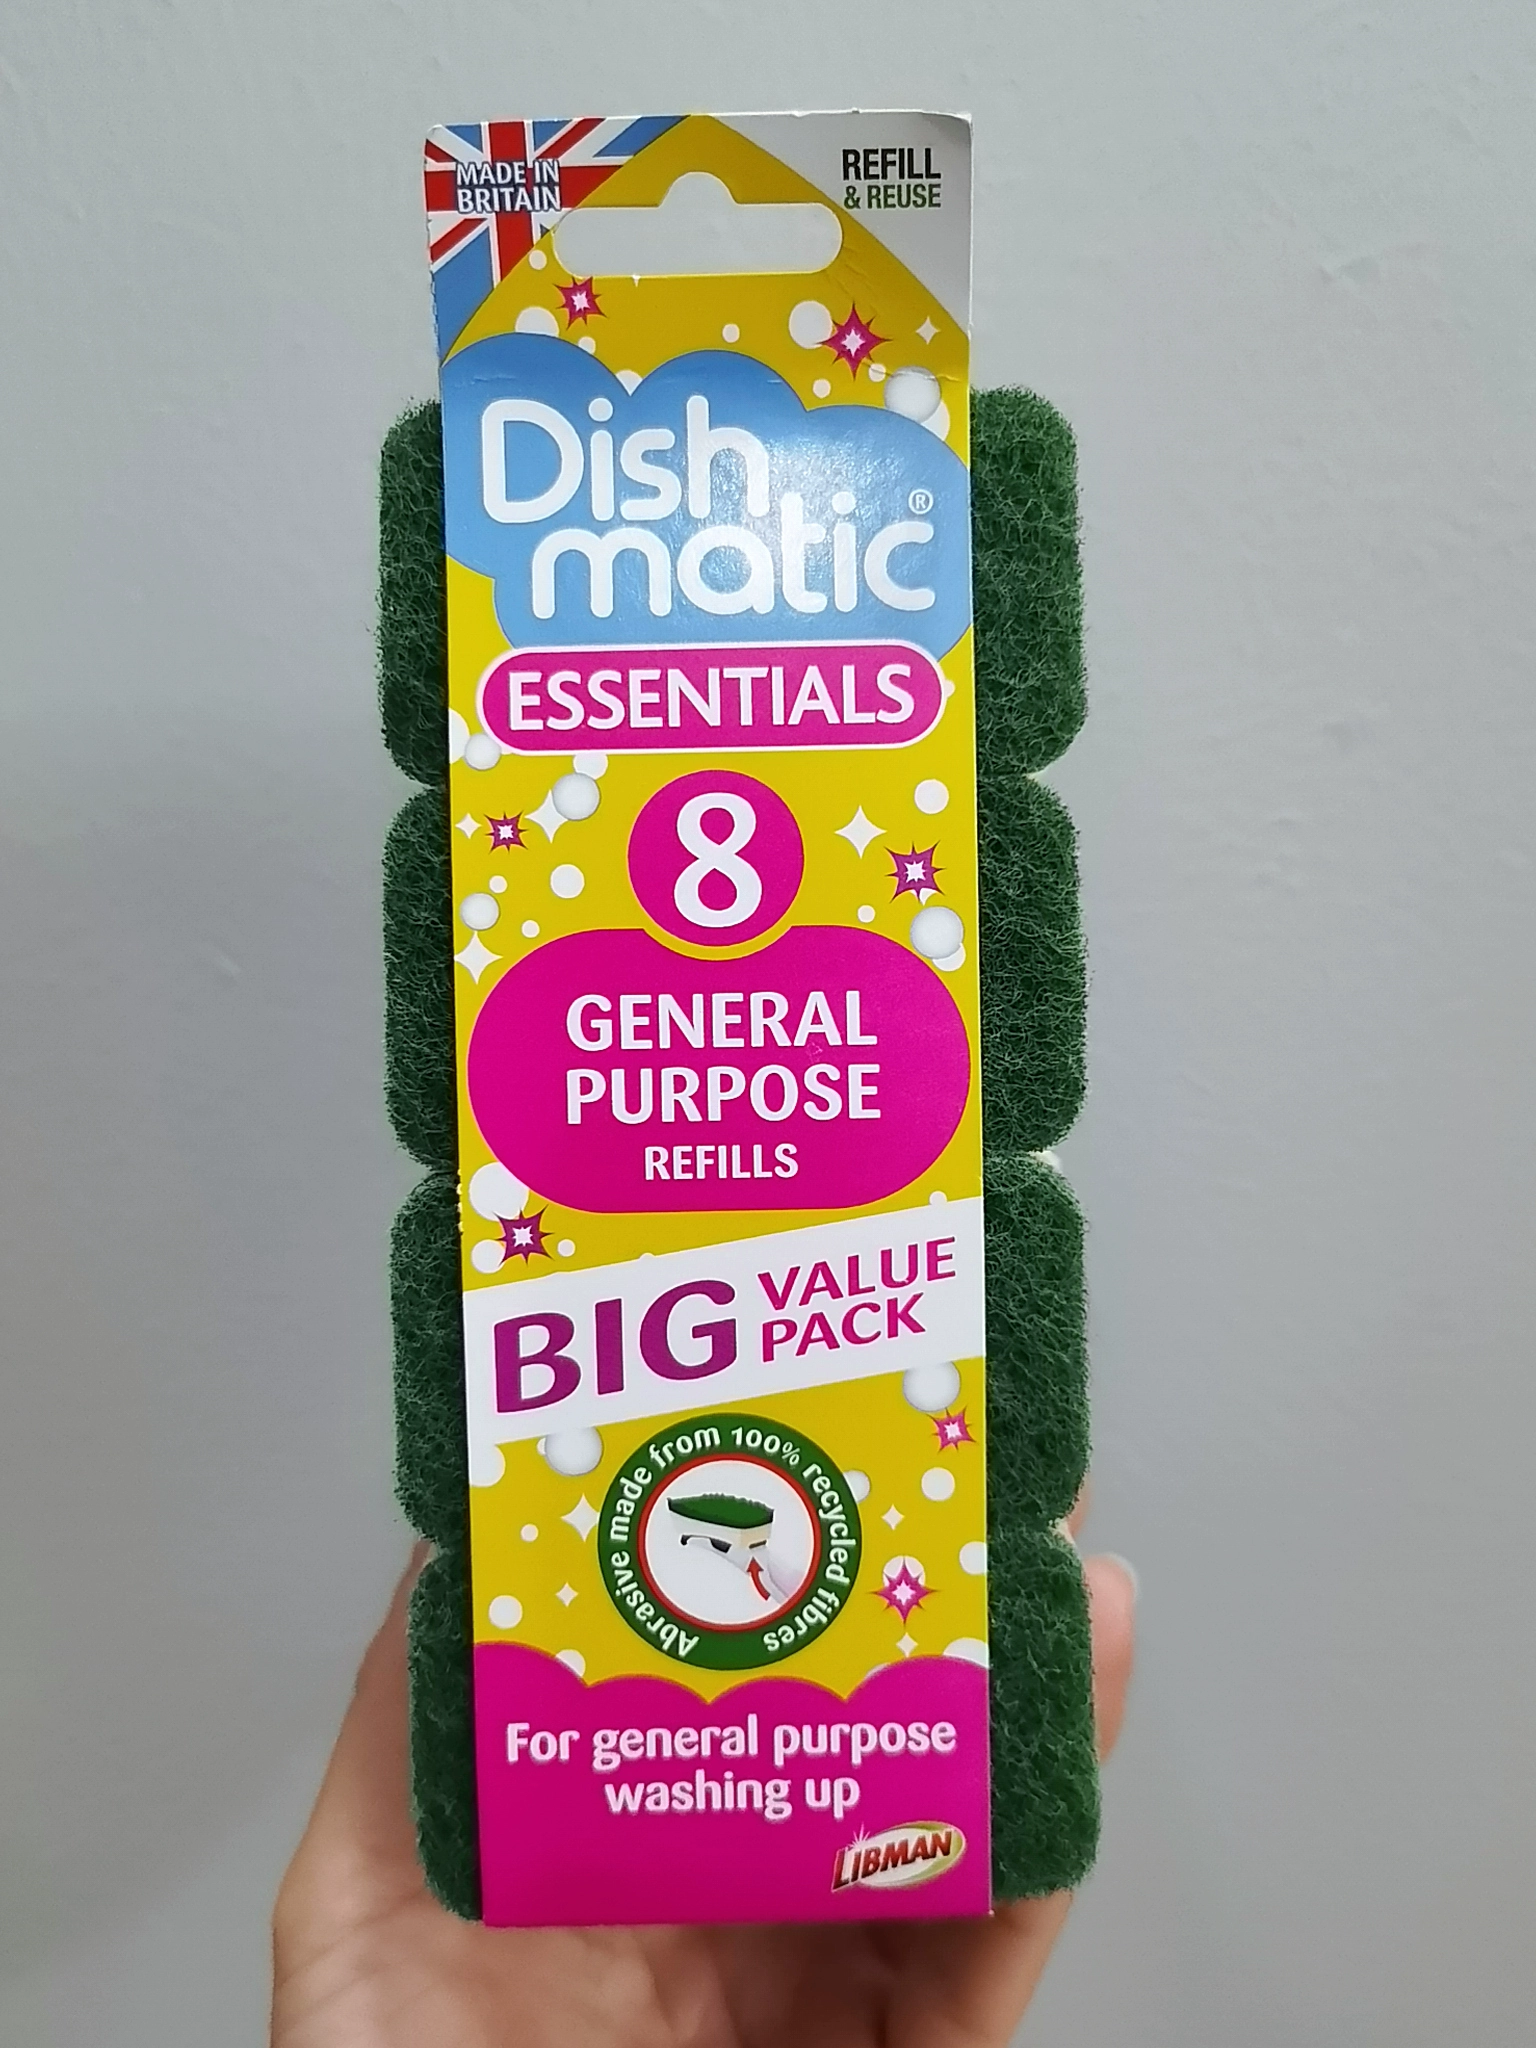 MADE IN
BRITAIN
REFILL
& REUSE
Dish
matic®
ESSENTIALS
8
GENERAL
PURPOSE
REFILLS
BIG VALUE
PACK
Abrasive made from 100% recycled fibres
For general purpose
washing up
LIBMAN